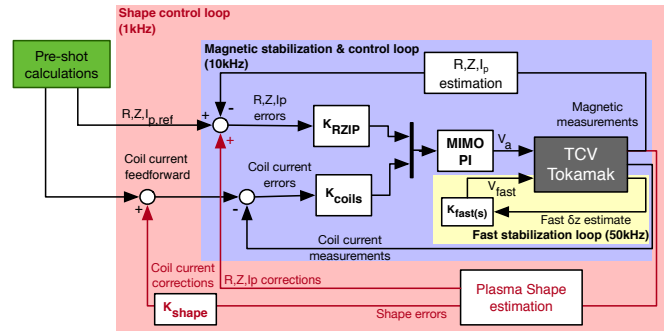 Shape control loop
(1kHz)
Magnetic stabilization & control loop
(10kHz)
Pre-shot
calculations
R,Z,Ip
estimation
R,Z,Ip,ref
+
-
+
R,Z,Ip
errors
KRZIP
Magnetic
measurements
MIMO
PI
Va
TCV
Tokamak
Coil current
feedforward
+
Coil current
errors
-
Kcoils
Vfast
Kfast(s)
Fast δz estimate
Fast stabilization loop (50kHz)
Coil current
measurements
Coil current
corrections
R,Z,Ip corrections
Kshape
Shape errors
Plasma Shape
estimation